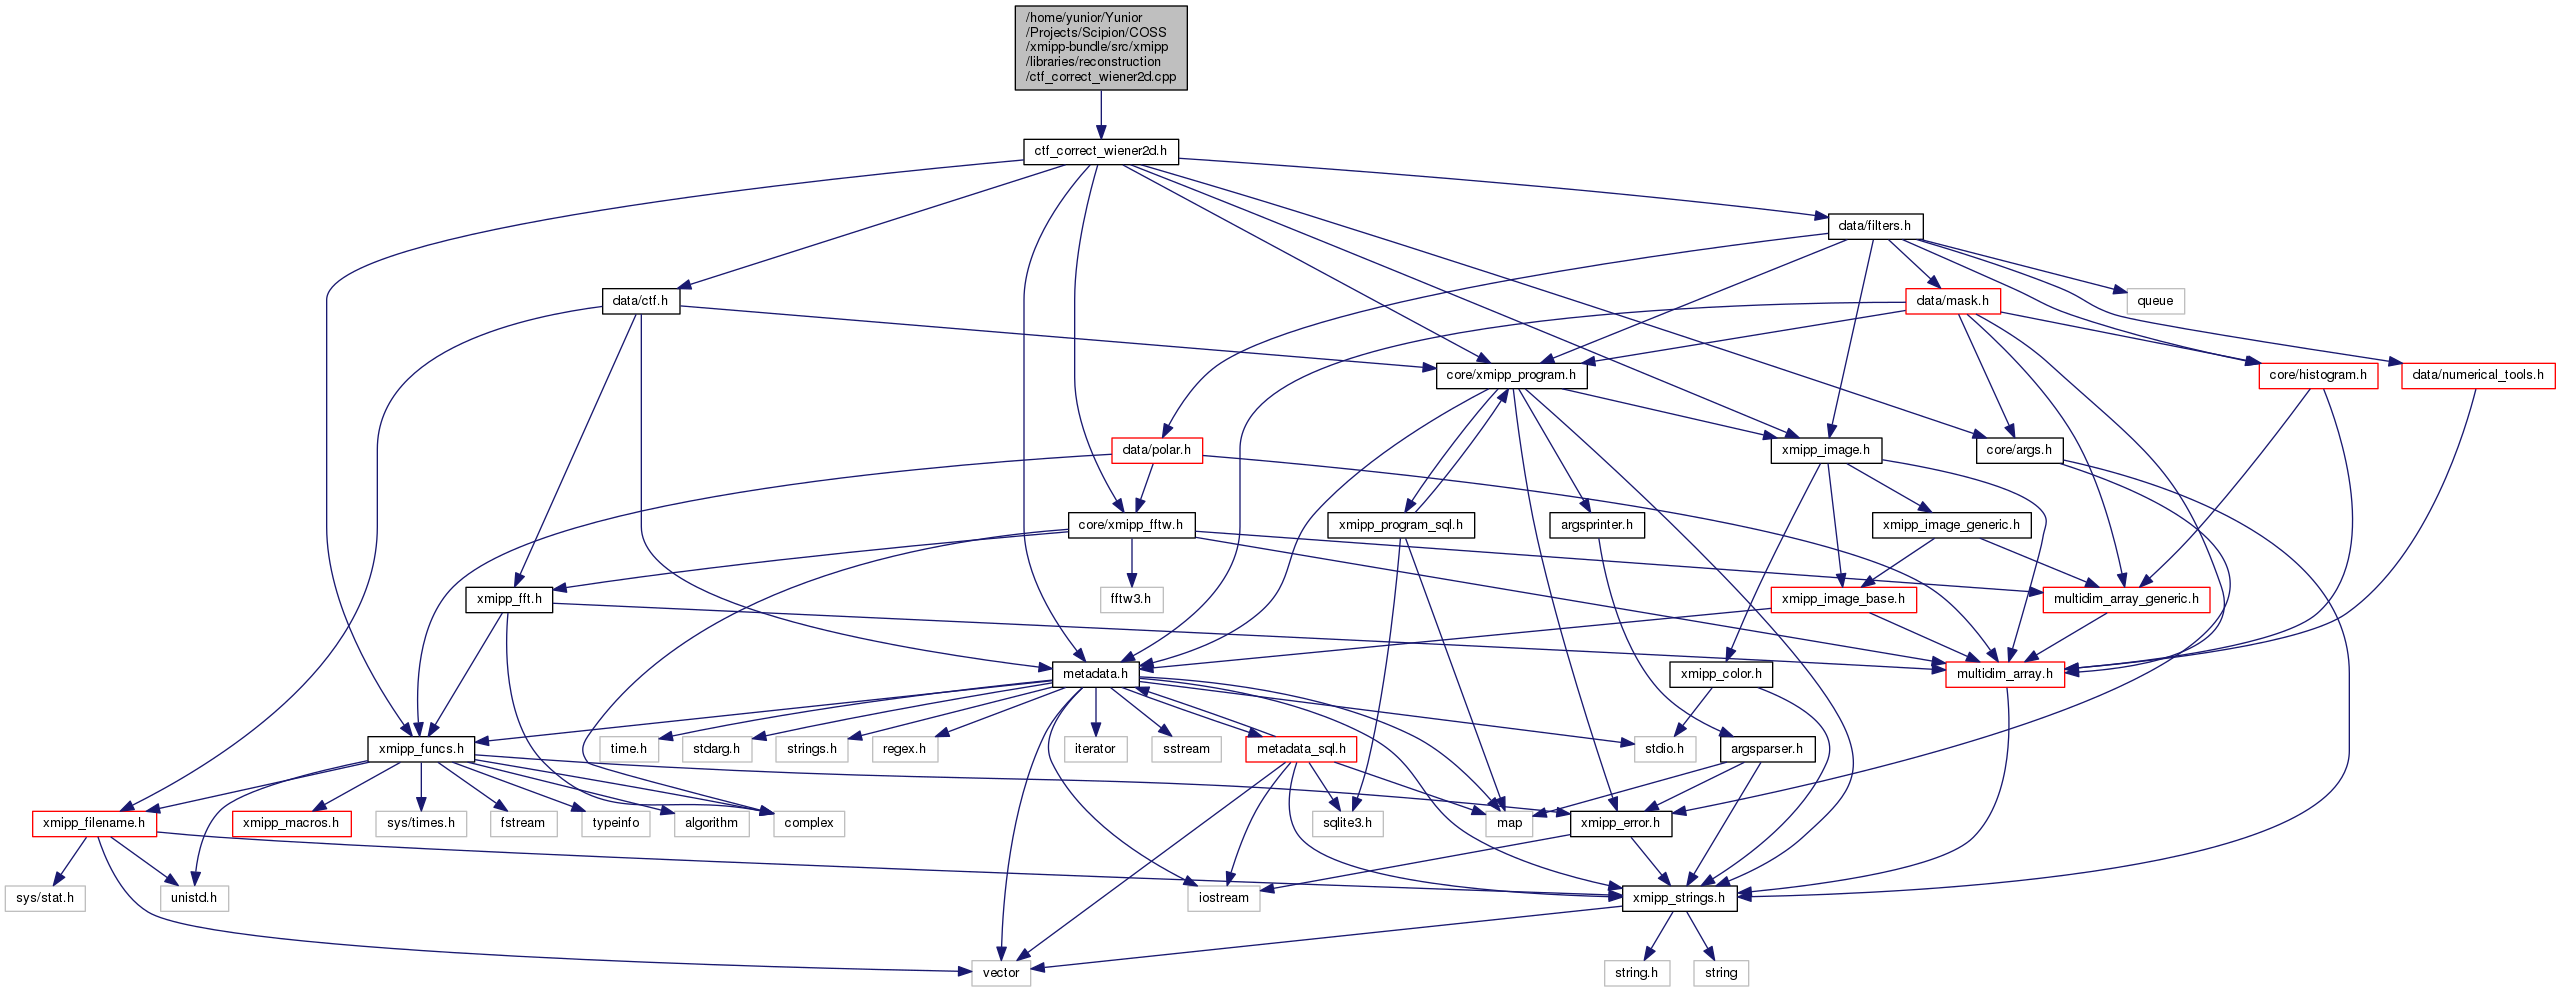 /home/yunior/Yunior
/Projects/Scipion/COSS
/xmipp-bundle/src/xmipp
/libraries/reconstruction
/ctf_correct_wiener2d.cpp
ctf_correct_wiener2d.h
data/filters.h
data/ctf.h
data/mask.h
queue
core/xmipp_program.h
core/histogram.h
data/numerical_tools.h
data/polar.h
xmipp_image.h
core/args.h
core/xmipp_fftw.h
xmipp_program_sql.h
argsprinter.h
xmipp_image_generic.h
xmipp_fft.h
fftw3.h
xmipp_image_base.h
multidim_array_generic.h
metadata.h
xmipp_color.h
multidim_array.h
xmipp_funcs.h
time.h
stdarg.h
strings.h
regex.h
iterator
sstream
metadata_sql.h
stdio.h
argsparser.h
xmipp_filename.h
xmipp_macros.h
sys/times.h
fstream
typeinfo
algorithm
complex
sqlite3.h
map
xmipp_error.h
sys/stat.h
unistd.h
iostream
xmipp_strings.h
vector
string.h
string